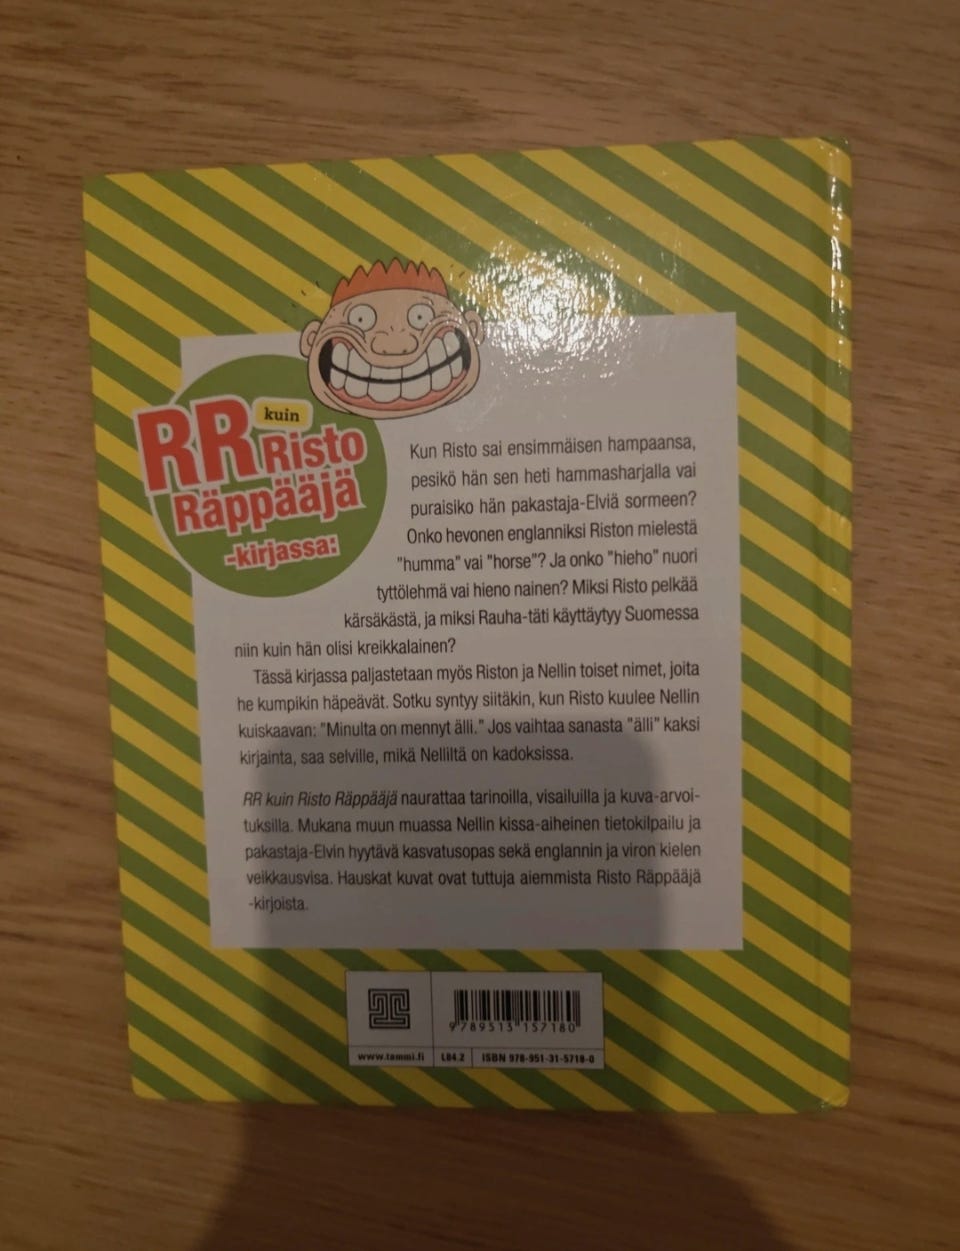 RR kuin Risto
Räppääjä
-kirjassa:
Kun Risto sai ensimmäisen hampaansa,
pesikö hän sen heti hammasharjalla vai
puraisiko hän pakastaja-Elviä sormeen?
Onko hevonen englanniksi Riston mielestä
"humma" vai "horse"? Ja onko "hieho" nuori
tyttölehmä vai hieno nainen? Miksi Risto pelkää
kärsäkästä, ja miksi Rauha-täti käyttäytyy Suomessa
niin kuin hän olisi kreikkalainen?
Tässä kirjassa paljastetaan myös Riston ja Nellin toiset nimet, joita
he kumpikin häpeävät. Sotku syntyy siitäkin, kun Risto kuulee Nellin
kuiskaavan: "Minulta on mennyt älli." Jos vaihtaa sanasta "älli" kaksi
kirjainta, saa selville, mikä Nelliltä on kadoksissa.
RR kuin Risto Räppääjä naurattaa tarinoilla, visailuilla ja kuva-arvoi-
tuksilla. Mukana muun muassa Nellin kissa-aiheinen tietokilpailu ja
pakastaja-Elvin hyytävä kasvatusopas sekä englannin ja viron kielen
veikkausvisa. Hauskat kuvat ovat tuttuja aiemmista Risto Räppääjä
-kirjoista.
9 789513 157180
www.tammi.fi L84.2 ISBN 978-951-31-5718-0